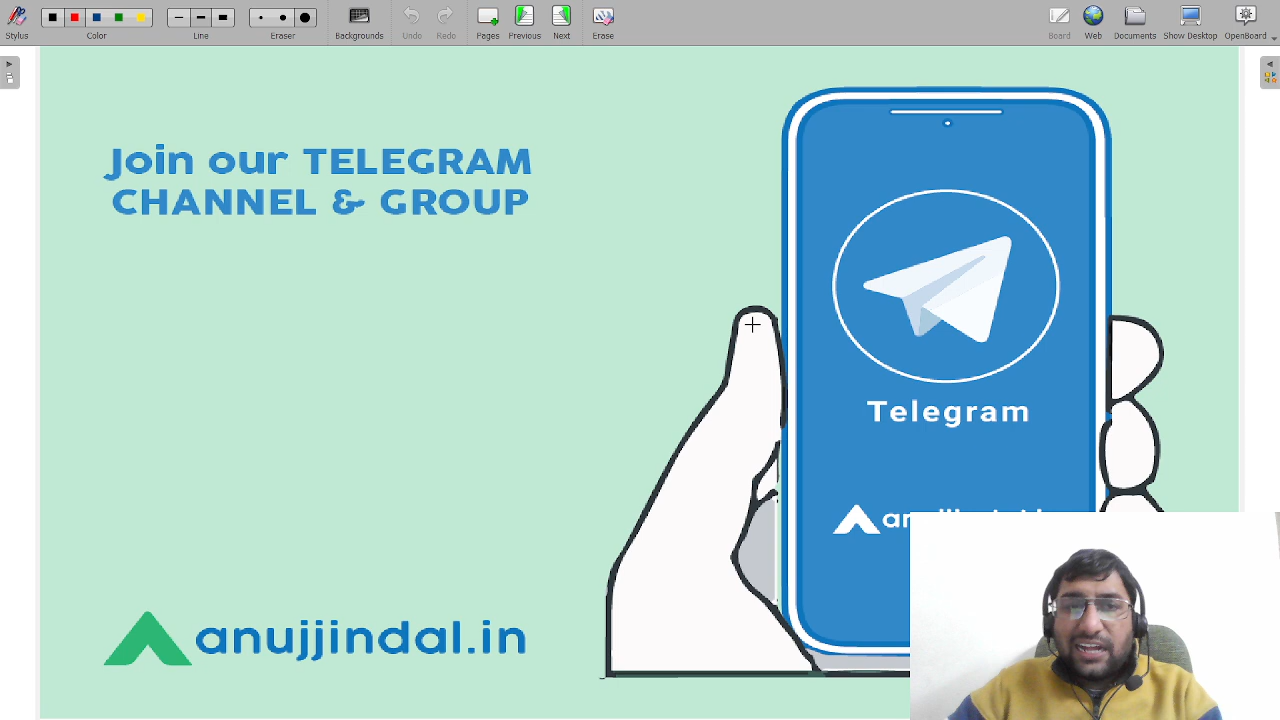 Stylus
Color
Line
Eraser
Backgrounds
Undo
Redo
Pages
Previous
Next
Erase
Board
Web
Documents
Show Desktop
OpenBoard
Join our TELEGRAM
CHANNEL & GROUP
Telegram
anujjindal.in